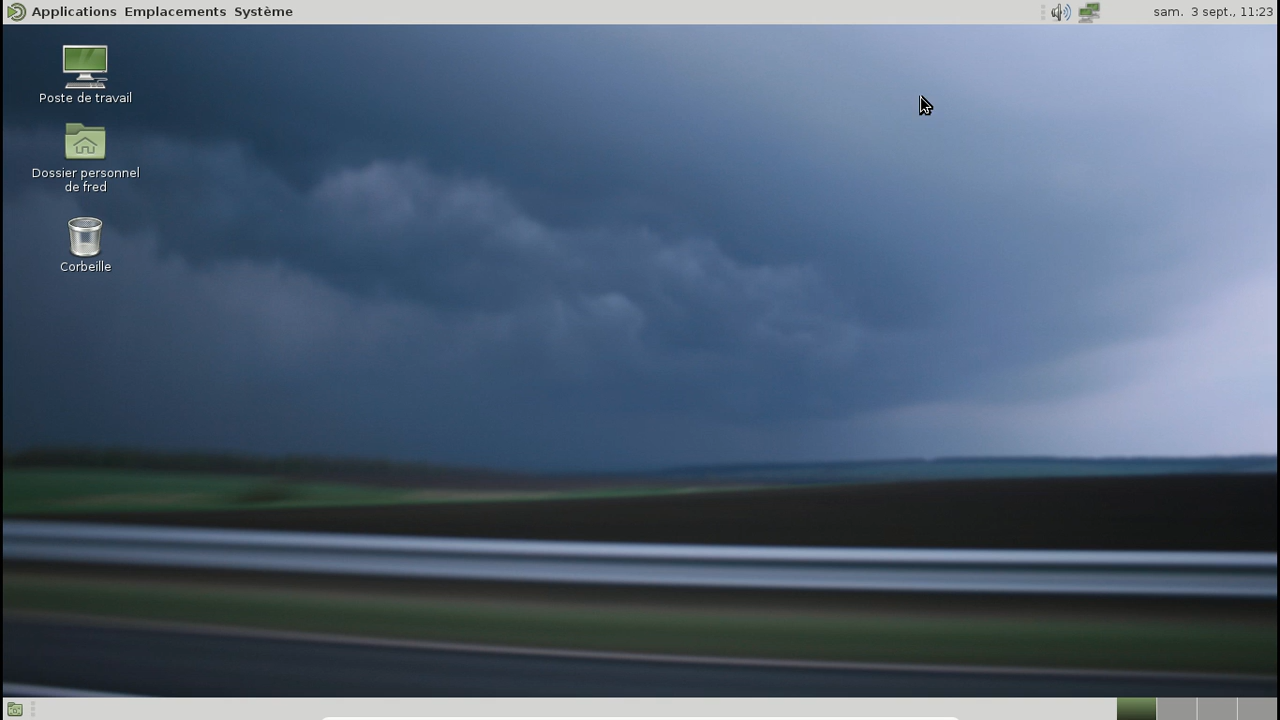 Applications Emplacements Système sam. 3 sept., 11:23
Poste de travail
Dossier personnel
de fred
Corbeille